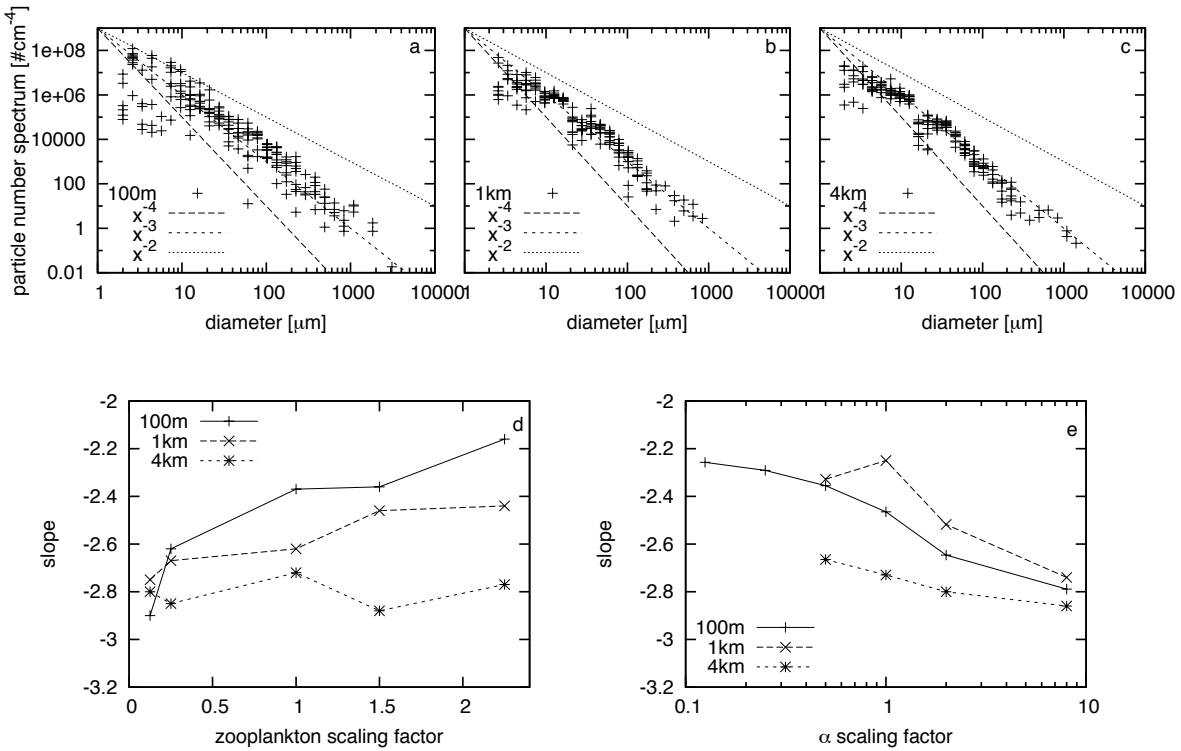 particle number spectrum [#cm-4]
1e+08
1e+06
10000
100
1
0.01
a
100m
x-4
x-3
x-2
1 10 100 1000 10000
diameter [μm]
b
1km
x-4
x-3
x-2
1 10 100 1000 10000
diameter [μm]
c
4km
x-4
x-3
x-2
1 10 100 1000 10000
diameter [μm]
slope
-2
-2.2
-2.4
-2.6
-2.8
-3
-3.2
100m
1km
4km
d
0 0.5 1 1.5 2
zooplankton scaling factor
slope
-2
-2.2
-2.4
-2.6
-2.8
-3
-3.2
e
100m
1km
4km
0.1 1 10
α scaling factor